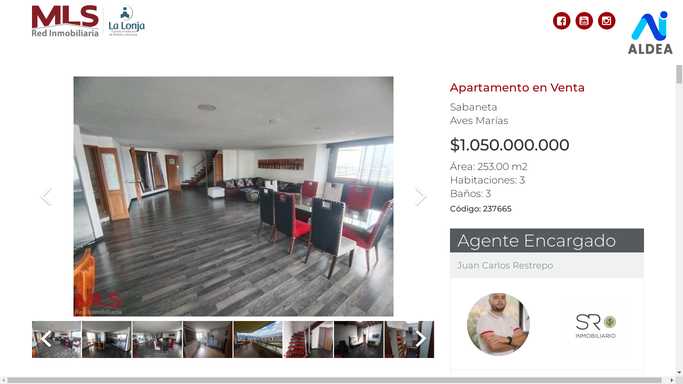 MLS
Red Inmobiliaria
La Lonja
ALDEA
Apartamento en Venta
Sabaneta
Aves Marías
$1.050.000.000
Área: 253.00 m2
Habitaciones: 3
Baños: 3
Código: 237665
Agente Encargado
Juan Carlos Restrepo
MLS
Red Inmobiliaria
SR
INMOBILIARIO